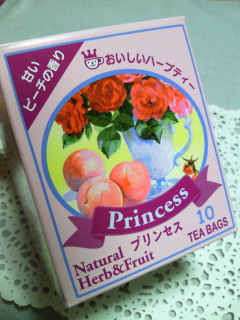 甘い
ピーチの香り
おいしいハーブティー
Princess
プリンセス
Natural
Herb&Fruit
10
TEA BAGS